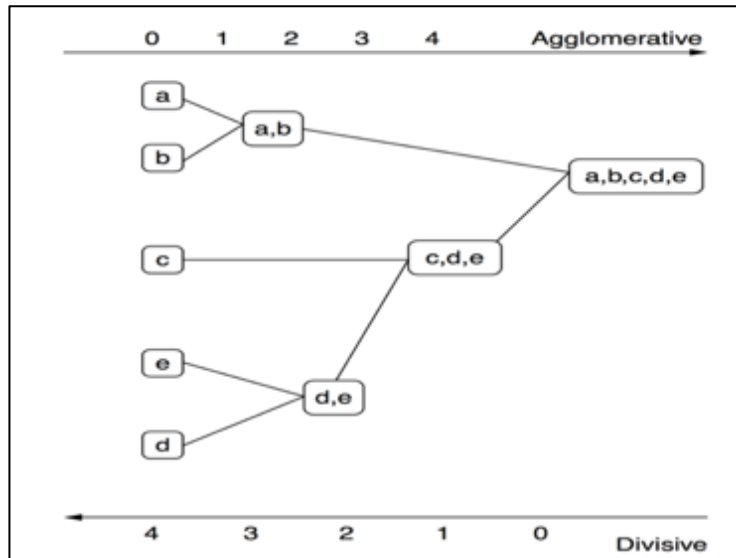 0 1 2 3 4 Agglomerative
a
a,b
b
a,b,c,d,e
c
c,d,e
e
d,e
d
4 3 2 1 0
Divisive